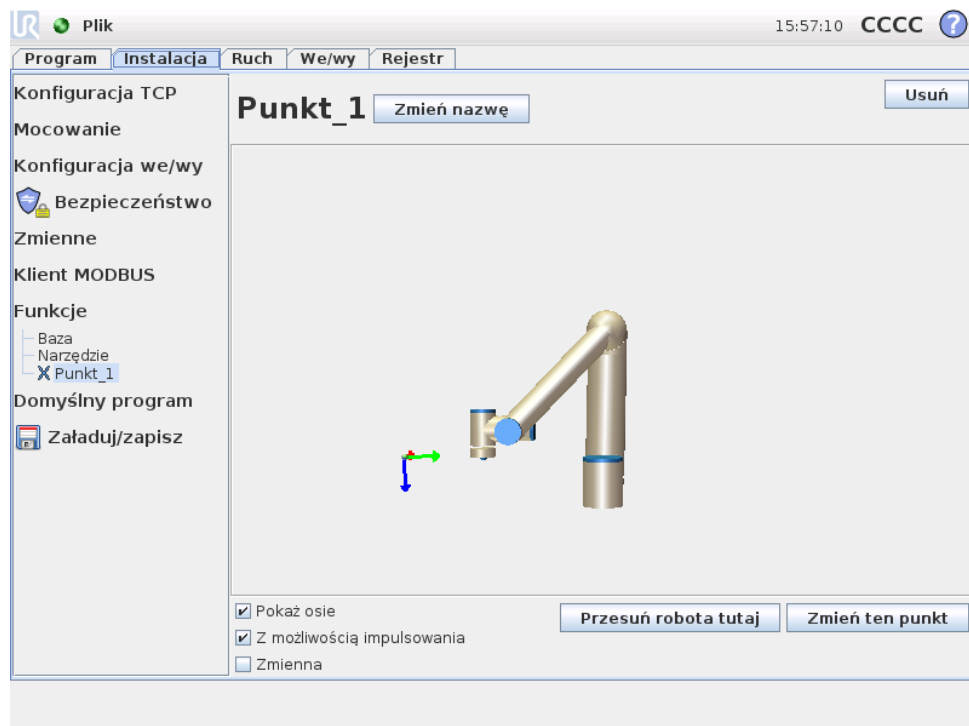 UR Plik 15:57:10 CCCC ?
Program Instalacja Ruch We/wy Rejestr
Konfiguracja TCP
Mocowanie
Konfiguracja we/wy
Bezpieczeństwo
Zmienne
Klient MODBUS
Funkcje
Baza
Narzędzie
Punkt_1
Domyślny program
Załaduj/zapisz
Punkt_1 Zmień nazwę Usuń
Pokaż osie
Z możliwością impulsowania
Zmienna
Przesuń robota tutaj Zmień ten punkt